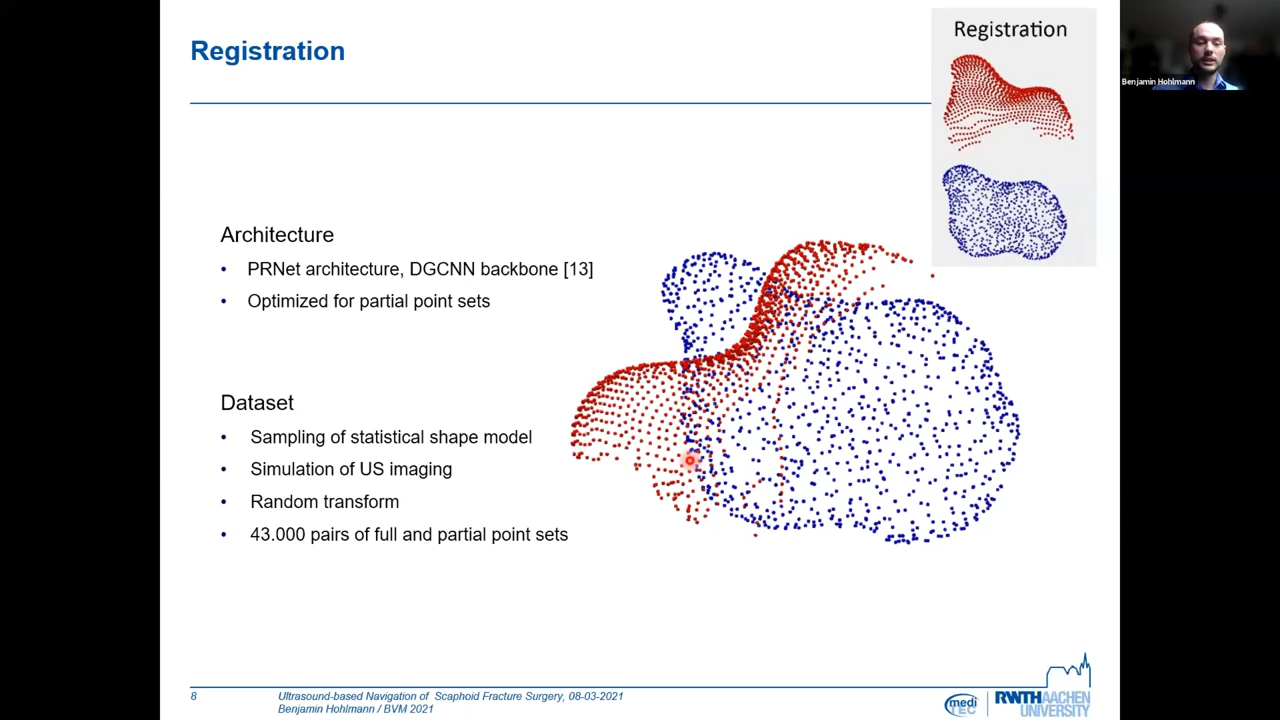 Registration
Registration
Benjamin Hohlmann
Architecture
• PRNet architecture, DGCNN backbone [13]
• Optimized for partial point sets
Dataset
• Sampling of statistical shape model
• Simulation of US imaging
• Random transform
• 43.000 pairs of full and partial point sets
8
Ultrasound-based Navigation of Scaphoid Fracture Surgery, 08-03-2021
Benjamin Hohlmann / BVM 2021
medi
TEC
RWTHAACHEN
UNIVERSITY